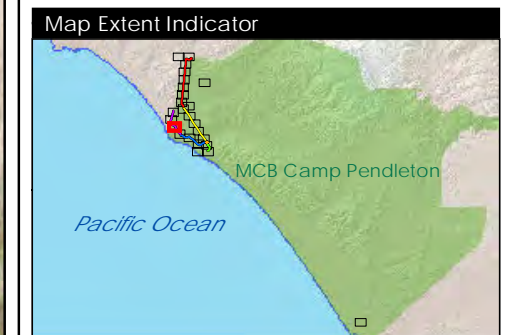 Map Extent Indicator
MCB Camp Pendleton
Pacific Ocean